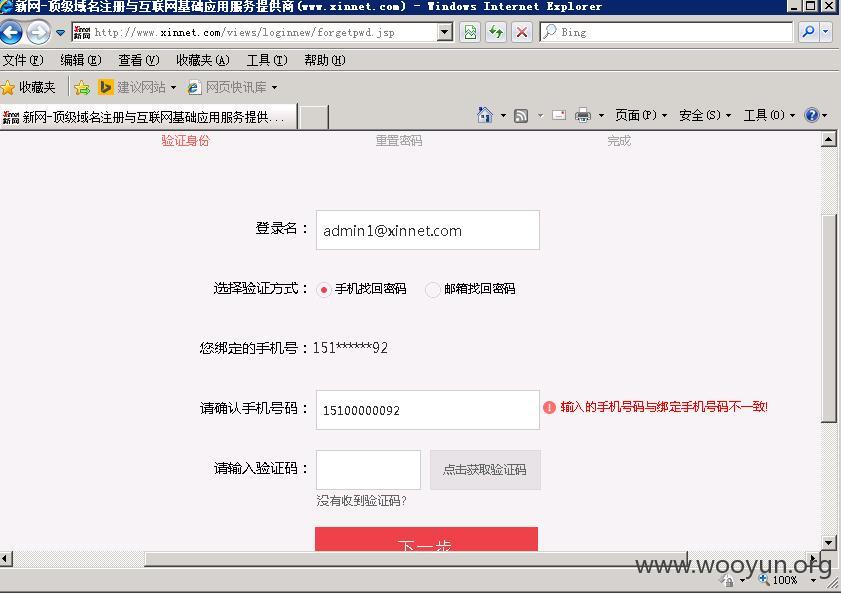 新网-顶级域名注册与互联网基础应用服务提供商(www.xinnet.com) - Windows Internet Explorer
http://www.xinnet.com/views/loginnew/forgetpwd.jsp
Bing
文件(F) 编辑(E) 查看(V) 收藏夹(A) 工具(T) 帮助(H)
收藏夹 建议网站 网页快讯库
新网-顶级域名注册与互联网基础应用服务提供...
页面(P) 安全(S) 工具(O)
验证身份 重置密码 完成
登录名： admin1@xinnet.com
选择验证方式： 手机找回密码 邮箱找回密码
您绑定的手机号：151******92
请确认手机号码： 15100000092 输入的手机号码与绑定手机号码不一致!
请输入验证码： 点击获取验证码
没有收到验证码?
下一步
www.wooyun.org
100%